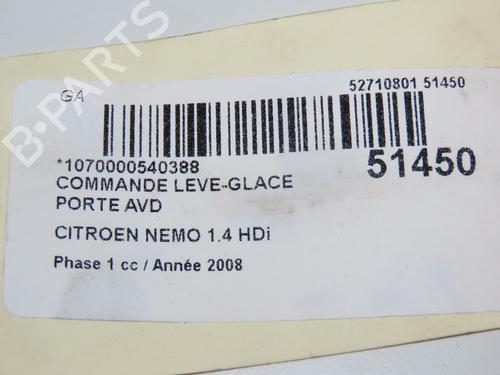 B-PARTS
GA
52710801 51450
*1070000540388
51450
COMMANDE LEVE-GLACE
PORTE AVD
CITROEN NEMO 1.4 HDi
Phase 1 cc / Année 2008